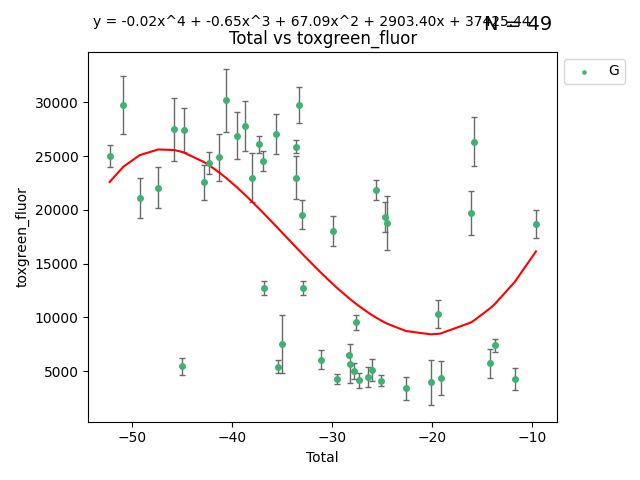 y = -0.02x^4 + -0.65x^3 + 67.09x^2 + 2903.40x + 37425.44
N = 49
Total vs toxgreen_fluor
G
toxgreen_fluor
30000
25000
20000
15000
10000
5000
−50 −40 −30 −20 −10
Total